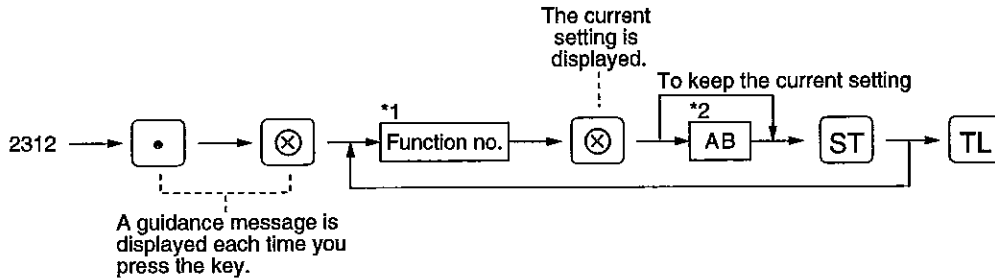 The current
setting is
displayed.
To keep the current setting
*1
*2
2312 • ⊗ Function no. ⊗ AB ST TL
A guidance message is
displayed each time you
press the key.